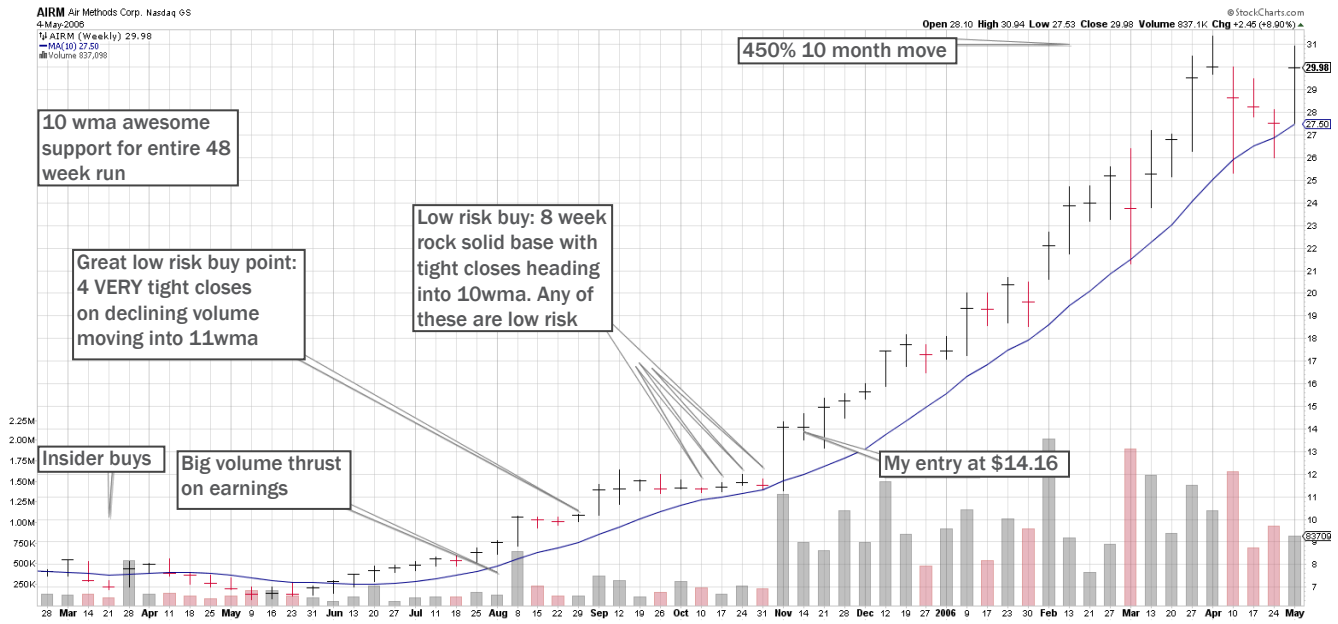 AIRM Air Methods Corp. Nasdaq GS
© StockCharts.com
4-May-2006
Open 28.10 High 30.94 Low 27.53 Close 29.98 Volume 837.1K Chg +2.45 (+8.90%)
AIRM (Weekly) 29.98
MA(10) 27.50
Volume 837,098
450% 10 month move
10 wma awesome
support for entire 48
week run
Low risk buy: 8 week
rock solid base with
tight closes heading
into 10wma. Any of
these are low risk
Great low risk buy point:
4 VERY tight closes
on declining volume
moving into 11wma
Insider buys
Big volume thrust
on earnings
My entry at $14.16
31
29.98
29
28
27.50
27
26
25
24
23
22
21
20
19
18
17
16
15
14
13
12
11
10
9
83709
8
7
2.25M
2.00M
1.75M
1.50M
1.25M
1.00M
750K
500K
250K
28 Mar 14 21 28 Apr 11 18 25 May 9 16 23 31 Jun 13 20 27 Jul 11 18 25 Aug 8 15 22 29 Sep 12 19 26 Oct 10 17 24 31 Nov 14 21 28 Dec 12 19 27 2006 9 17 23 30 Feb 13 21 27 Mar 13 20 27 Apr 10 17 24 May